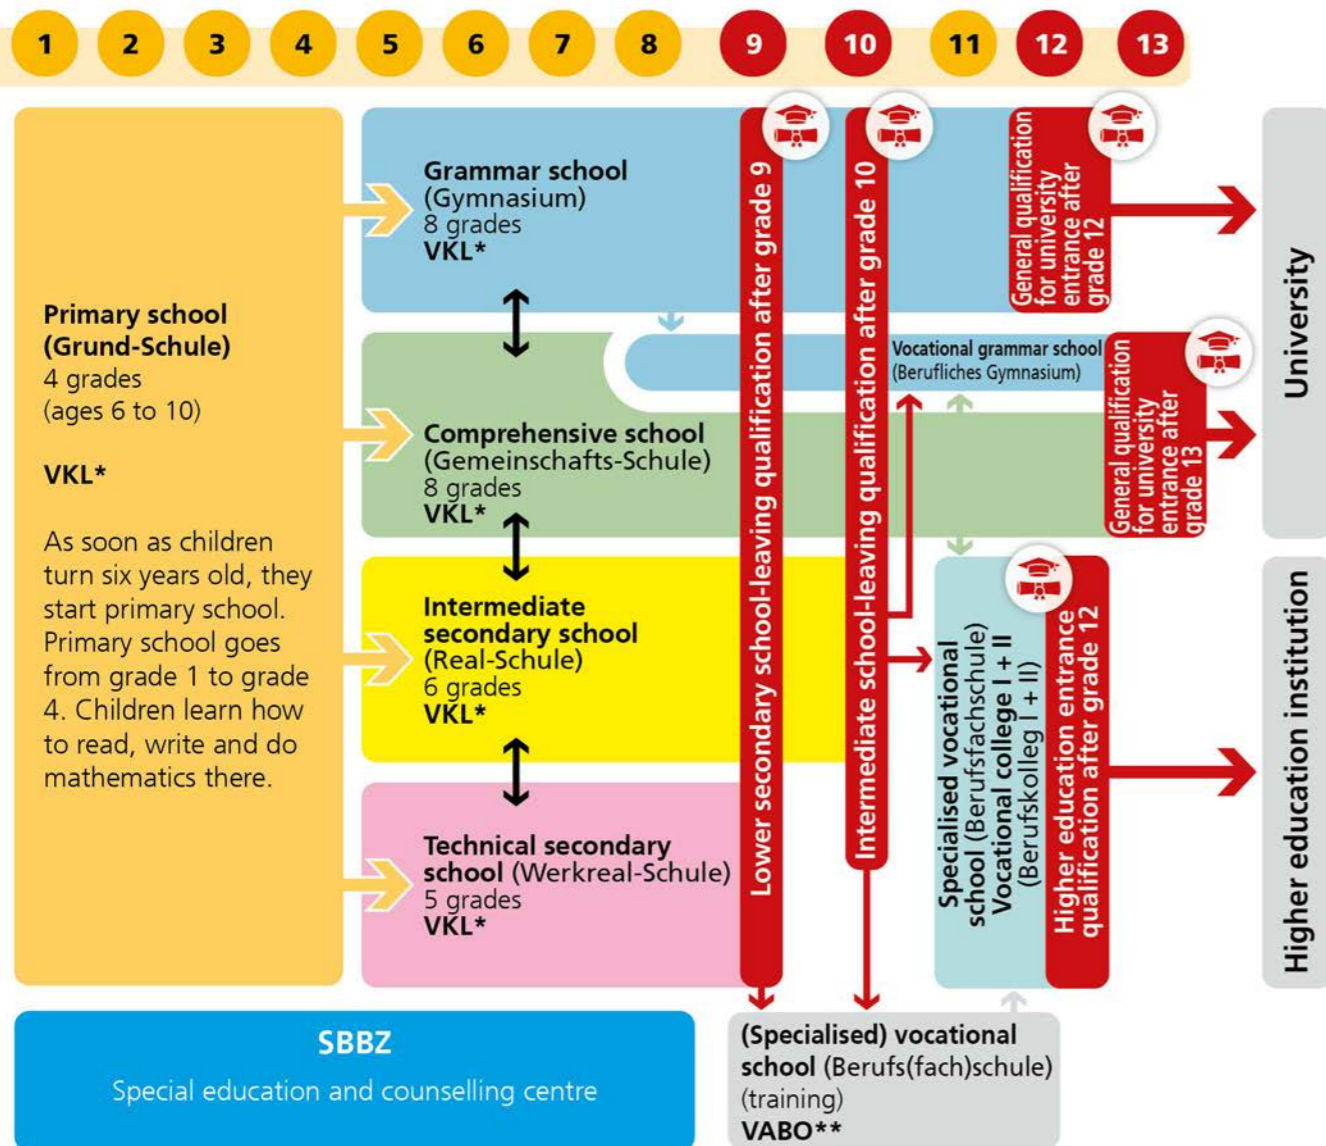 1 2 3 4 5 6 7 8 9 10 11 12 13
Primary school
(Grund-Schule)
4 grades
(ages 6 to 10)
VKL*
As soon as children
turn six years old, they
start primary school.
Primary school goes
from grade 1 to grade
4. Children learn how
to read, write and do
mathematics there.
Grammar school
(Gymnasium)
8 grades
VKL*
Comprehensive school
(Gemeinschafts-Schule)
8 grades
VKL*
Intermediate
secondary school
(Real-Schule)
6 grades
VKL*
Technical secondary
school (Werkreal-Schule)
5 grades
VKL*
Lower secondary school-leaving qualification after grade 9
Intermediate school-leaving qualification after grade 10
General qualification
for university
entrance after
grade 12
Vocational grammar school
(Berufliches Gymnasium)
General qualification
for university
entrance after
grade 13
Specialised vocational
school (Berufsfachschule)
Vocational college I + II
(Berufskolleg I + II)
Higher education entrance
qualification after grade 12
University
Higher education institution
SBBZ
Special education and counselling centre
(Specialised) vocational
school (Berufs(fach)schule)
(training)
VABO**